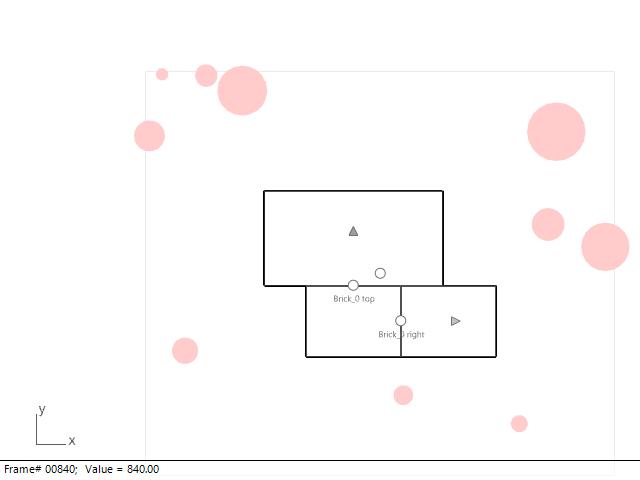 Brick_0 top
Brick_0 right
y
x
Frame# 00840;  Value = 840.00